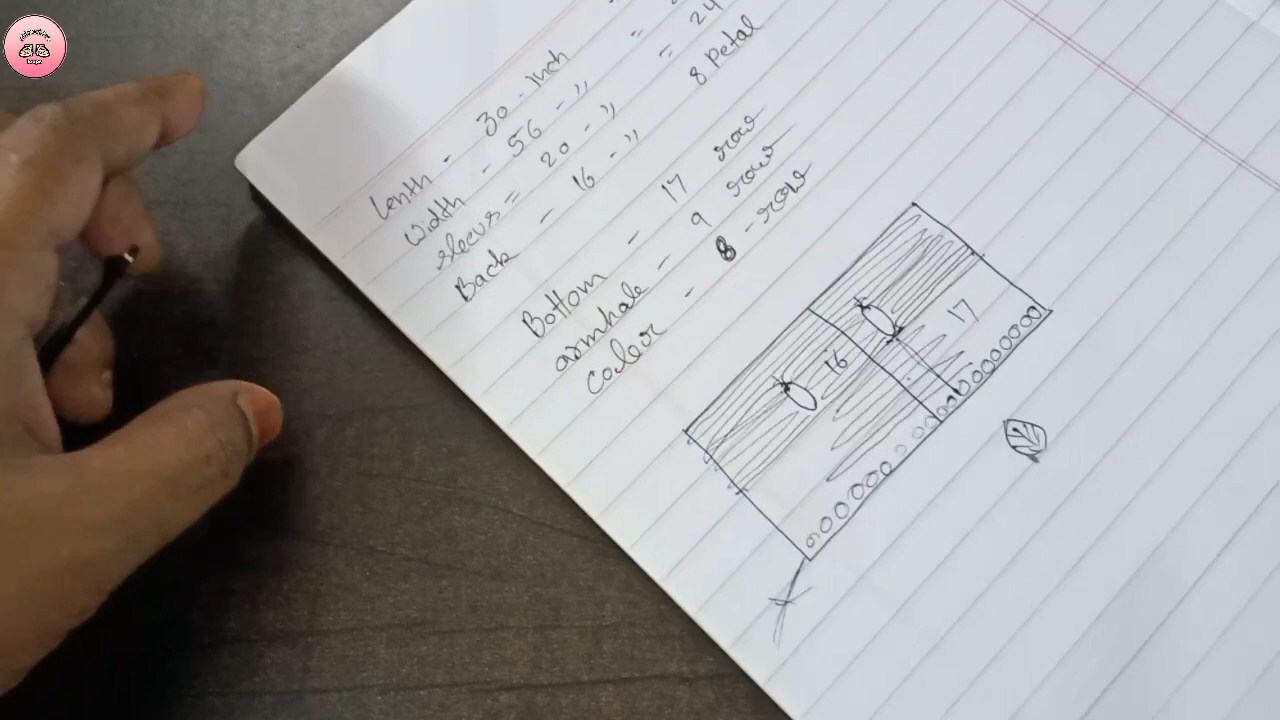 Lenth - 30 - inch
Width - 56 - ,,
sleevs = 20 - ,, = 24
Back - 16 - ,, 8 Petal
Bottom - 17 row
armhole - 9 row
coler - 8 - row
16
17